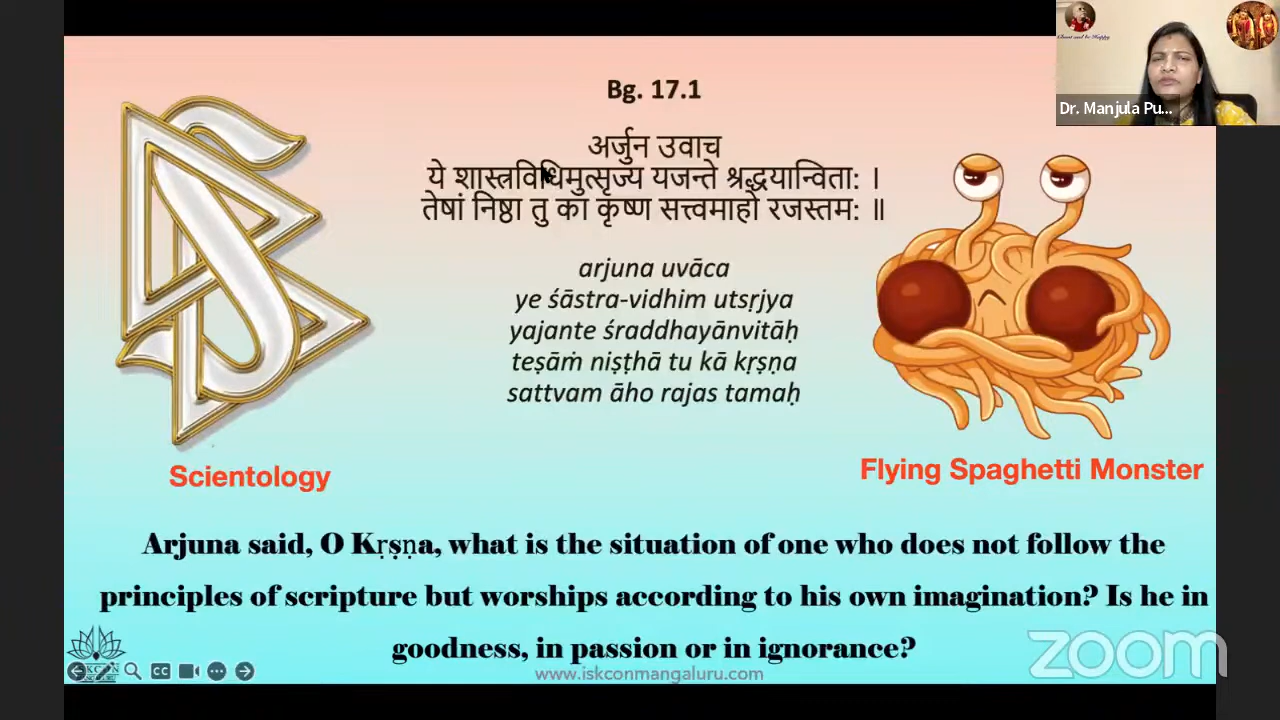 Bg. 17.1
अर्जुन उवाच
ये शास्त्रविधिमुत्सृज्य यजन्ते श्रद्धयान्विता: ।
तेषां निष्ठा तु का कृष्ण सत्त्वमाहो रजस्तम: ॥
arjuna uvāca
ye śāstra-vidhim utsṛjya
yajante śraddhayānvitāḥ
teṣāṁ niṣṭhā tu kā kṛṣṇa
sattvam āho rajas tamaḥ
Scientology
Flying Spaghetti Monster
Arjuna said, O Kṛṣṇa, what is the situation of one who does not follow the
principles of scripture but worships according to his own imagination? Is he in
goodness, in passion or in ignorance?
www.iskconmangaluru.com
CC
zoom
Dr. Manjula Pu...